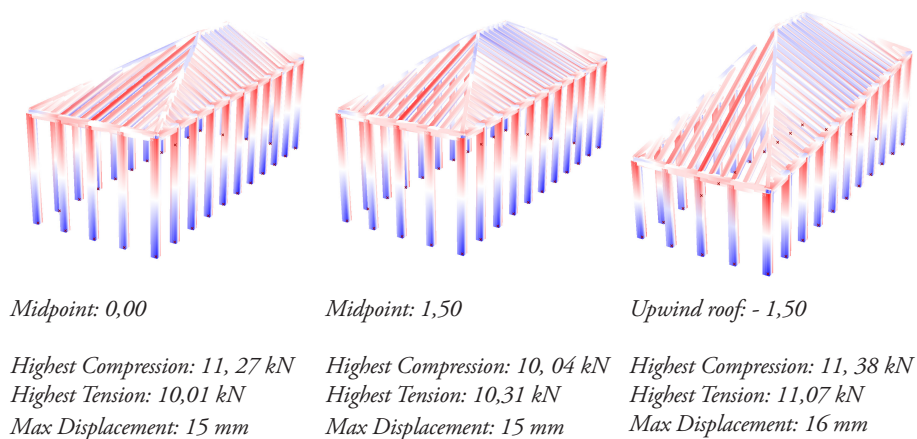 Midpoint: 0,00
Highest Compression: 11, 27 kN
Highest Tension: 10,01 kN
Max Displacement: 15 mm
Midpoint: 1,50
Highest Compression: 10, 04 kN
Highest Tension: 10,31 kN
Max Displacement: 15 mm
Upwind roof: - 1,50
Highest Compression: 11, 38 kN
Highest Tension: 11,07 kN
Max Displacement: 16 mm